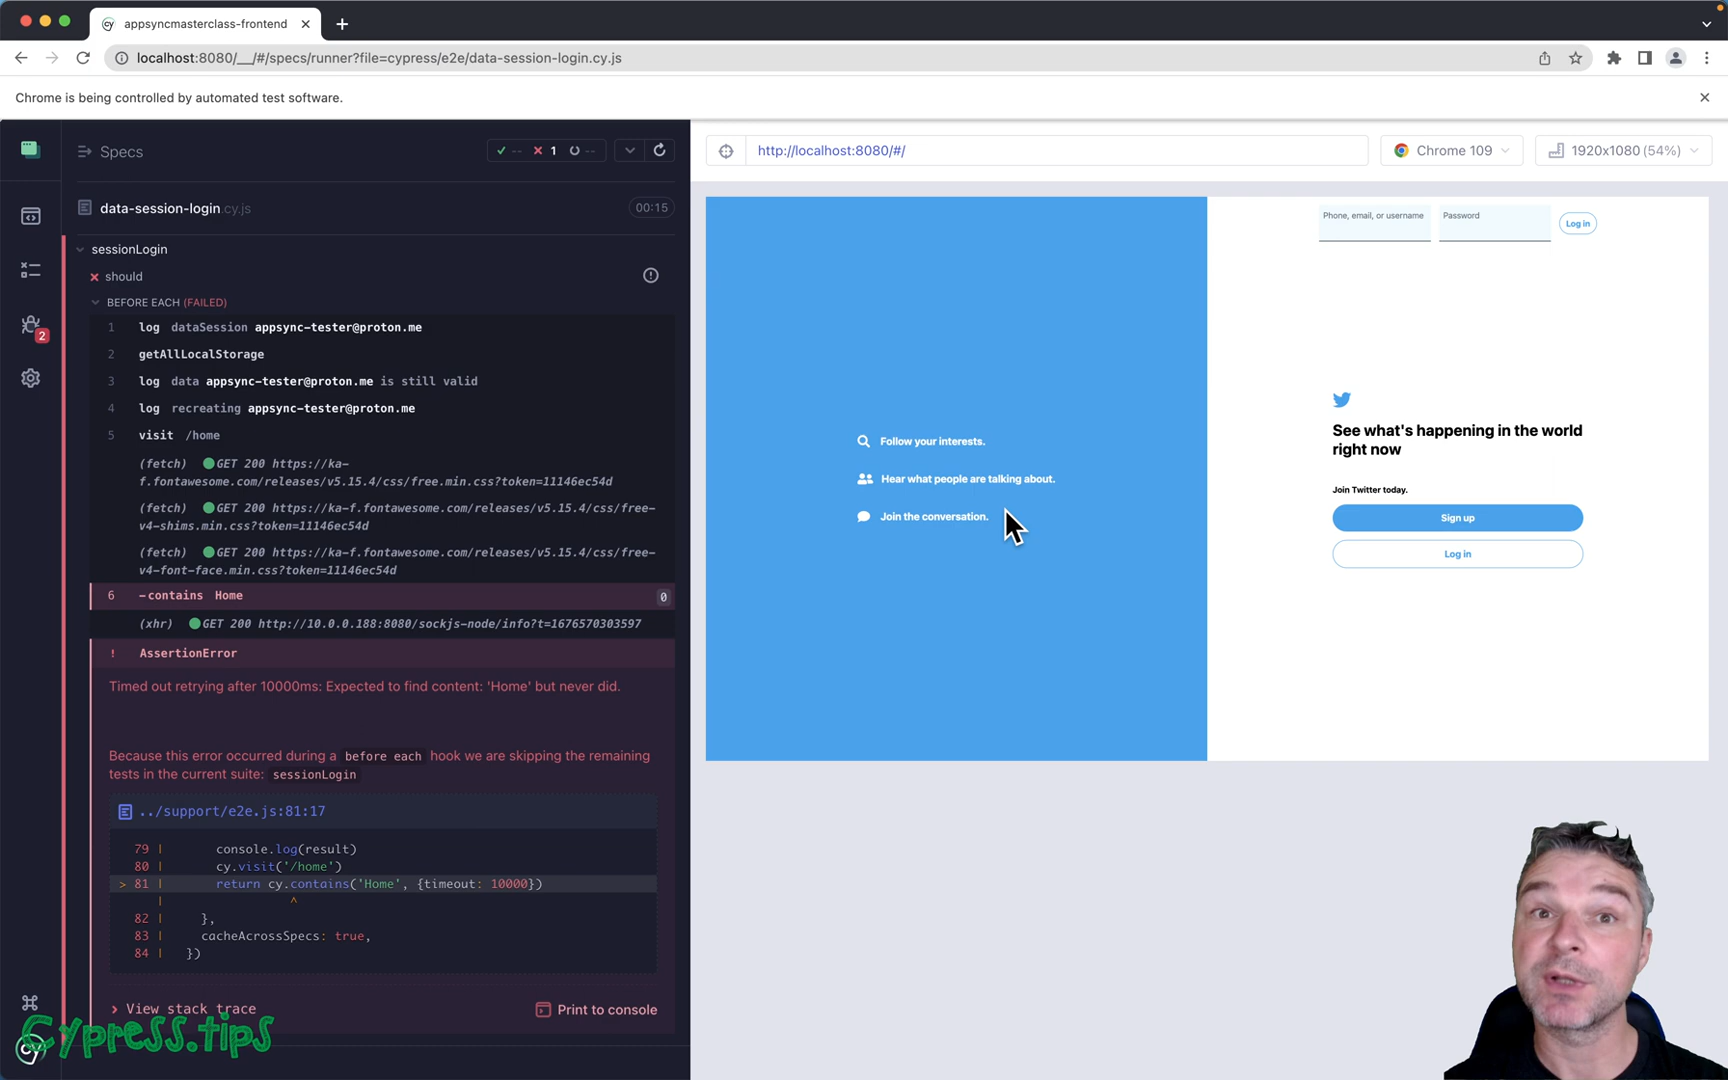 appsyncmasterclass-frontend
localhost:8080/__/#/specs/runner?file=cypress/e2e/data-session-login.cy.js
Chrome is being controlled by automated test software.
Specs
-- 1 --
http://localhost:8080/#/
Chrome 109
1920x1080 (54%)
data-session-login.cy.js
00:15
sessionLogin
should
BEFORE EACH (FAILED)
1 log dataSession appsync-tester@proton.me
2 getAllLocalStorage
3 log data appsync-tester@proton.me is still valid
4 log recreating appsync-tester@proton.me
5 visit /home
(fetch) GET 200 https://ka-
f.fontawesome.com/releases/v5.15.4/css/free.min.css?token=11146ec54d
(fetch) GET 200 https://ka-f.fontawesome.com/releases/v5.15.4/css/free-
v4-shims.min.css?token=11146ec54d
(fetch) GET 200 https://ka-f.fontawesome.com/releases/v5.15.4/css/free-
v4-font-face.min.css?token=11146ec54d
6 -contains Home 0
(xhr) GET 200 http://10.0.0.188:8080/sockjs-node/info?t=1676570303597
! AssertionError
Timed out retrying after 10000ms: Expected to find content: 'Home' but never did.
Because this error occurred during a before each hook we are skipping the remaining
tests in the current suite: sessionLogin
../support/e2e.js:81:17
79 | console.log(result)
80 | cy.visit('/home')
> 81 | return cy.contains('Home', {timeout: 10000})
| ^
82 | },
83 | cacheAcrossSpecs: true,
84 | })
> View stack trace
Print to console
2
Cypress.tips
cy
Phone, email, or username
Password
Log in
Follow your interests.
Hear what people are talking about.
Join the conversation.
See what's happening in the world
right now
Join Twitter today.
Sign up
Log in